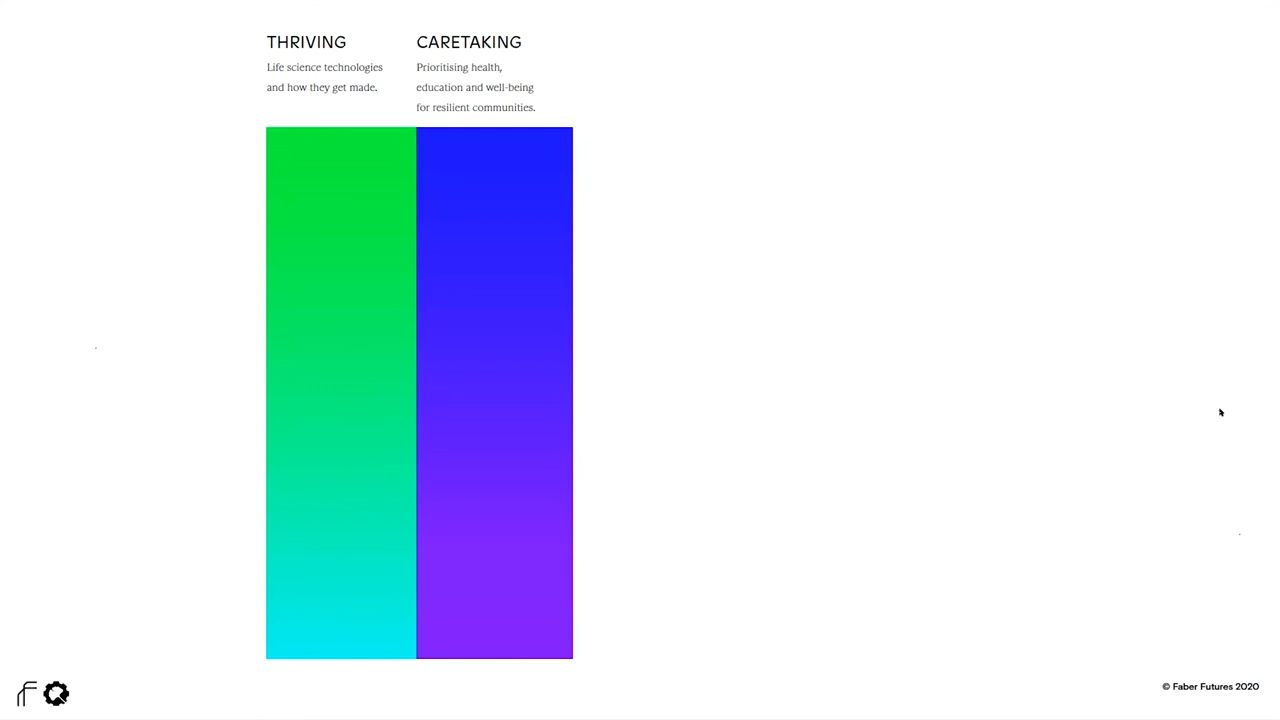 THRIVING
Life science technologies
and how they get made.
CARETAKING
Prioritising health,
education and well-being
for resilient communities.
© Faber Futures 2020